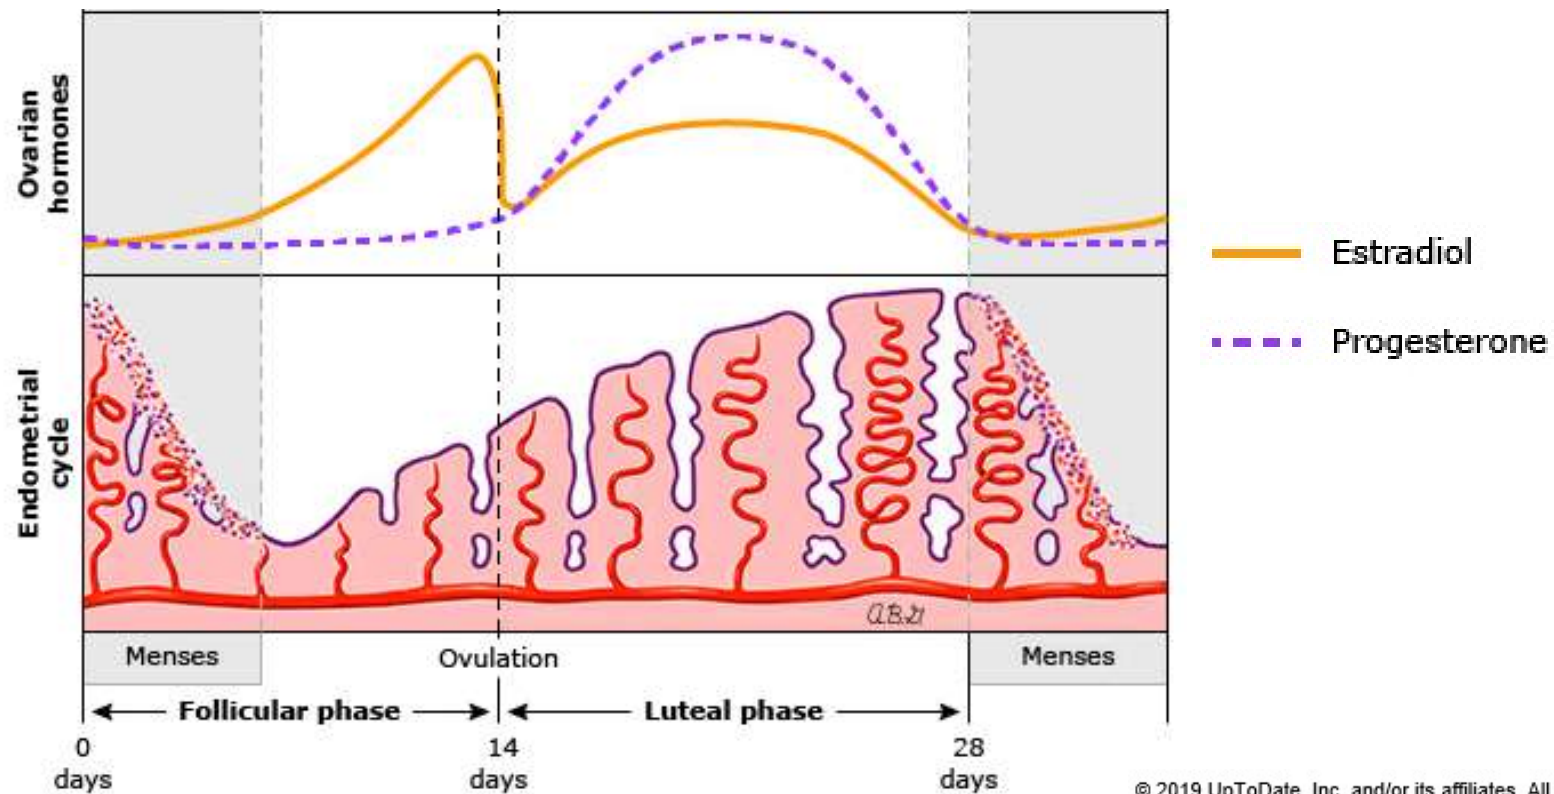 Ovarian
hormones
Estradiol
Progesterone
Endometrial
cycle
Menses
Ovulation
Menses
Follicular phase
Luteal phase
0
days
14
days
28
days
© 2019 UpToDate, Inc. and/or its affiliates. All